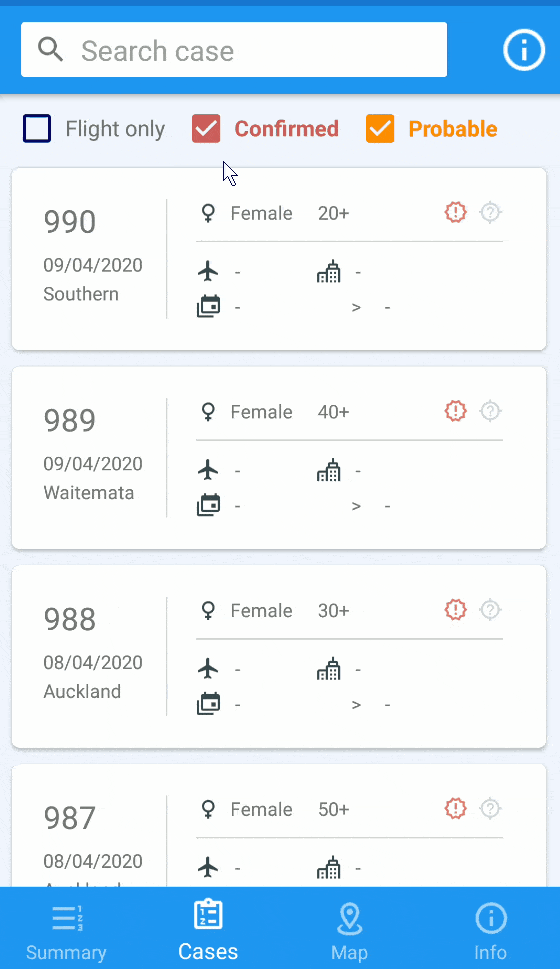 Search case
Flight only Confirmed Probable
990 Female 20+
09/04/2020 - -
Southern - > -
989 Female 40+
09/04/2020 - -
Waitemata - > -
988 Female 30+
08/04/2020 - -
Auckland - > -
987 Female 50+
08/04/2020 - -
Summary Cases Map Info